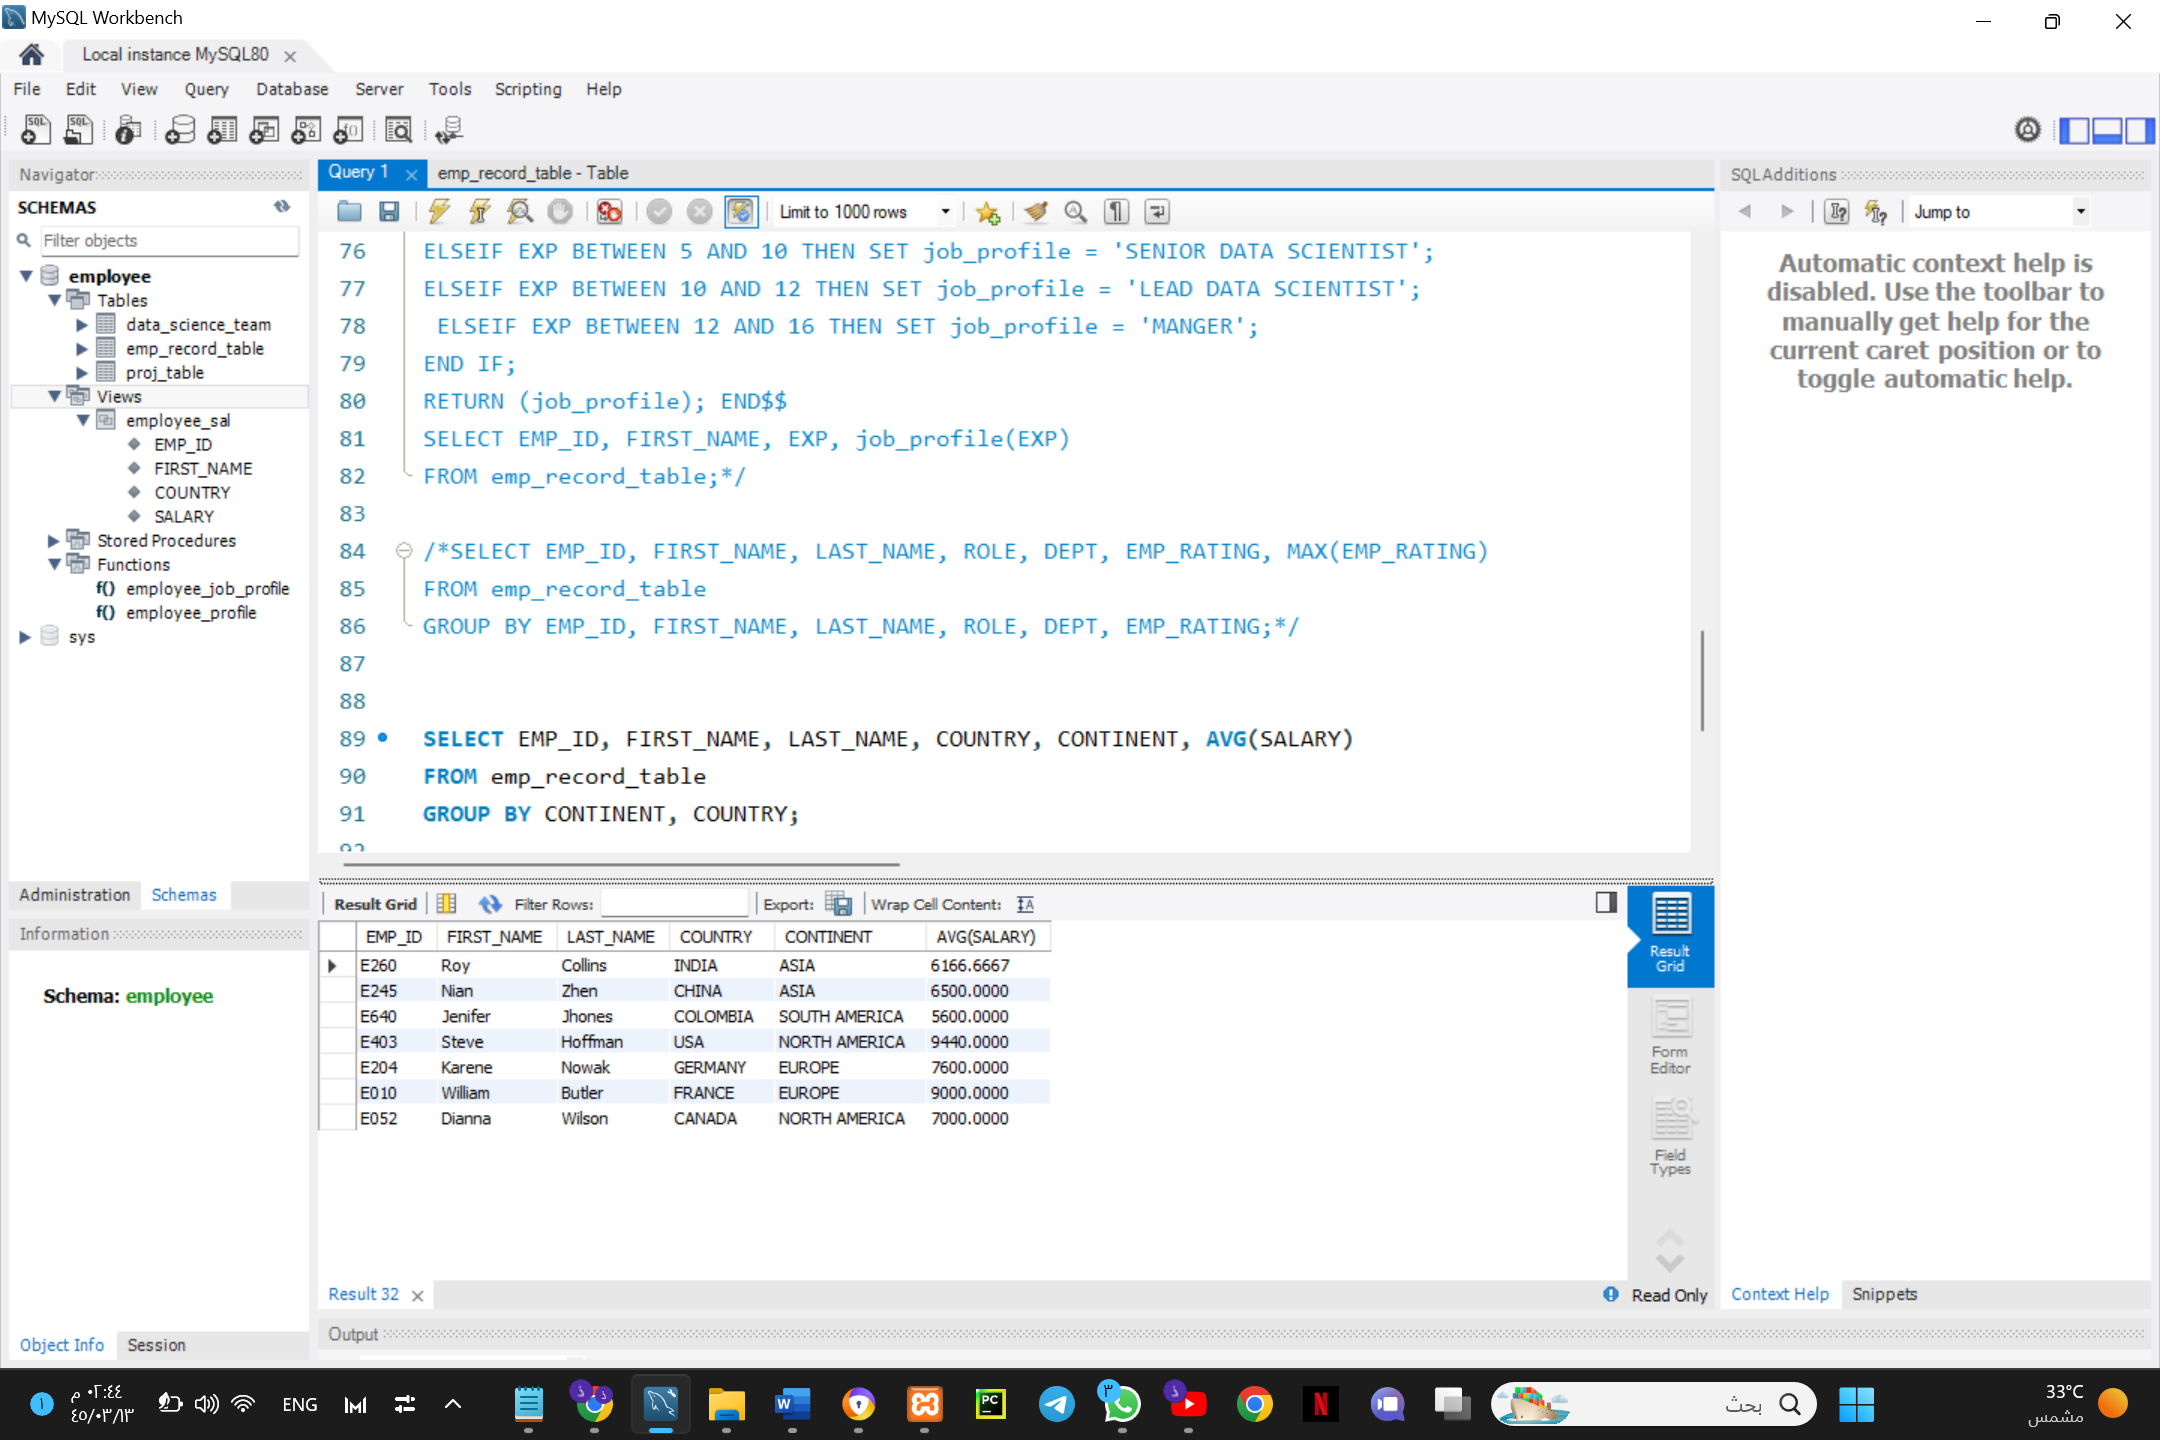 MySQL Workbench
Local instance MySQL80
File Edit View Query Database Server Tools Scripting Help
Navigator
SCHEMAS
Filter objects
employee
Tables
data_science_team
emp_record_table
proj_table
Views
employee_sal
EMP_ID
FIRST_NAME
COUNTRY
SALARY
Stored Procedures
Functions
f() employee_job_profile
f() employee_profile
sys
Administration Schemas
Information
Schema: employee
Object Info Session
Query 1 emp_record_table - Table
Limit to 1000 rows
76 ELSEIF EXP BETWEEN 5 AND 10 THEN SET job_profile = 'SENIOR DATA SCIENTIST';
77 ELSEIF EXP BETWEEN 10 AND 12 THEN SET job_profile = 'LEAD DATA SCIENTIST';
78 ELSEIF EXP BETWEEN 12 AND 16 THEN SET job_profile = 'MANGER';
79 END IF;
80 RETURN (job_profile); END$$
81 SELECT EMP_ID, FIRST_NAME, EXP, job_profile(EXP)
82 FROM emp_record_table;*/
83
84 /*SELECT EMP_ID, FIRST_NAME, LAST_NAME, ROLE, DEPT, EMP_RATING, MAX(EMP_RATING)
85 FROM emp_record_table
86 GROUP BY EMP_ID, FIRST_NAME, LAST_NAME, ROLE, DEPT, EMP_RATING;*/
87
88
89 SELECT EMP_ID, FIRST_NAME, LAST_NAME, COUNTRY, CONTINENT, AVG(SALARY)
90 FROM emp_record_table
91 GROUP BY CONTINENT, COUNTRY;
92
Result Grid Filter Rows: Export: Wrap Cell Content:
EMP_ID FIRST_NAME LAST_NAME COUNTRY CONTINENT AVG(SALARY)
E260 Roy Collins INDIA ASIA 6166.6667
E245 Nian Zhen CHINA ASIA 6500.0000
E640 Jenifer Jhones COLOMBIA SOUTH AMERICA 5600.0000
E403 Steve Hoffman USA NORTH AMERICA 9440.0000
E204 Karene Nowak GERMANY EUROPE 7600.0000
E010 William Butler FRANCE EUROPE 9000.0000
E052 Dianna Wilson CANADA NORTH AMERICA 7000.0000
Result Grid
Form Editor
Field Types
Result 32 Read Only
Output
SQLAdditions
Jump to
Automatic context help is
disabled. Use the toolbar to
manually get help for the
current caret position or to
toggle automatic help.
Context Help Snippets
١
٠٢:٤٤ م
٤٥/٠٣/١٣
ENG
بحث
33°C
مشمس